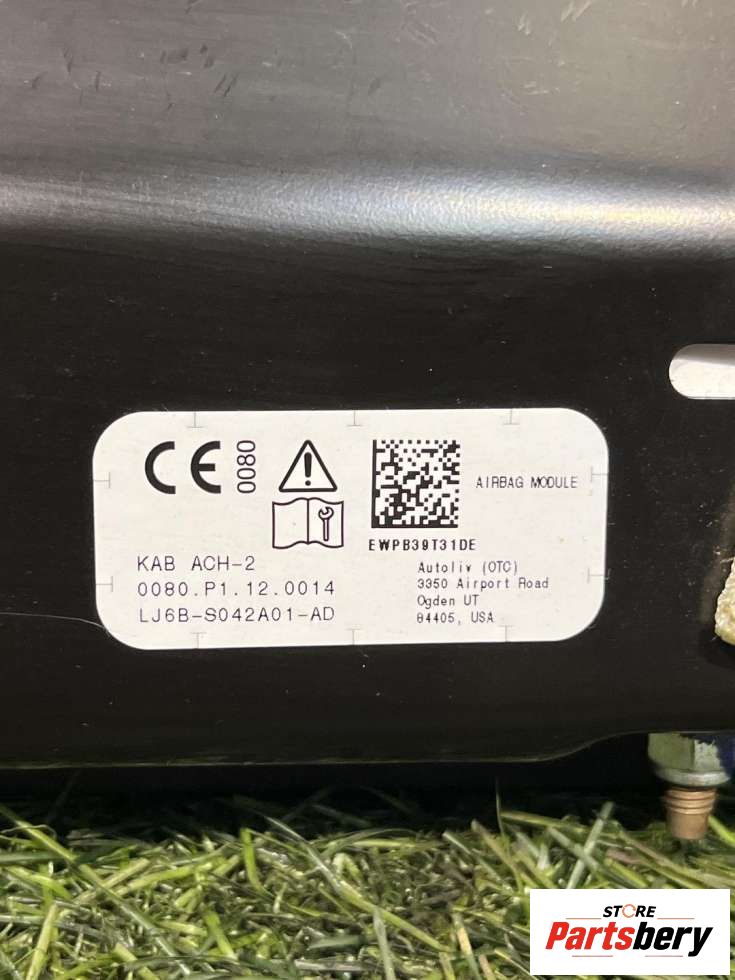 CE 0080
AIRBAG MODULE
EWPB39T31DE
KAB ACH-2
0080.P1.12.0014
LJ6B-S042A01-AD
Autoliv (OTC)
3350 Airport Road
Ogden UT
84405, USA
STORE
Partsbery